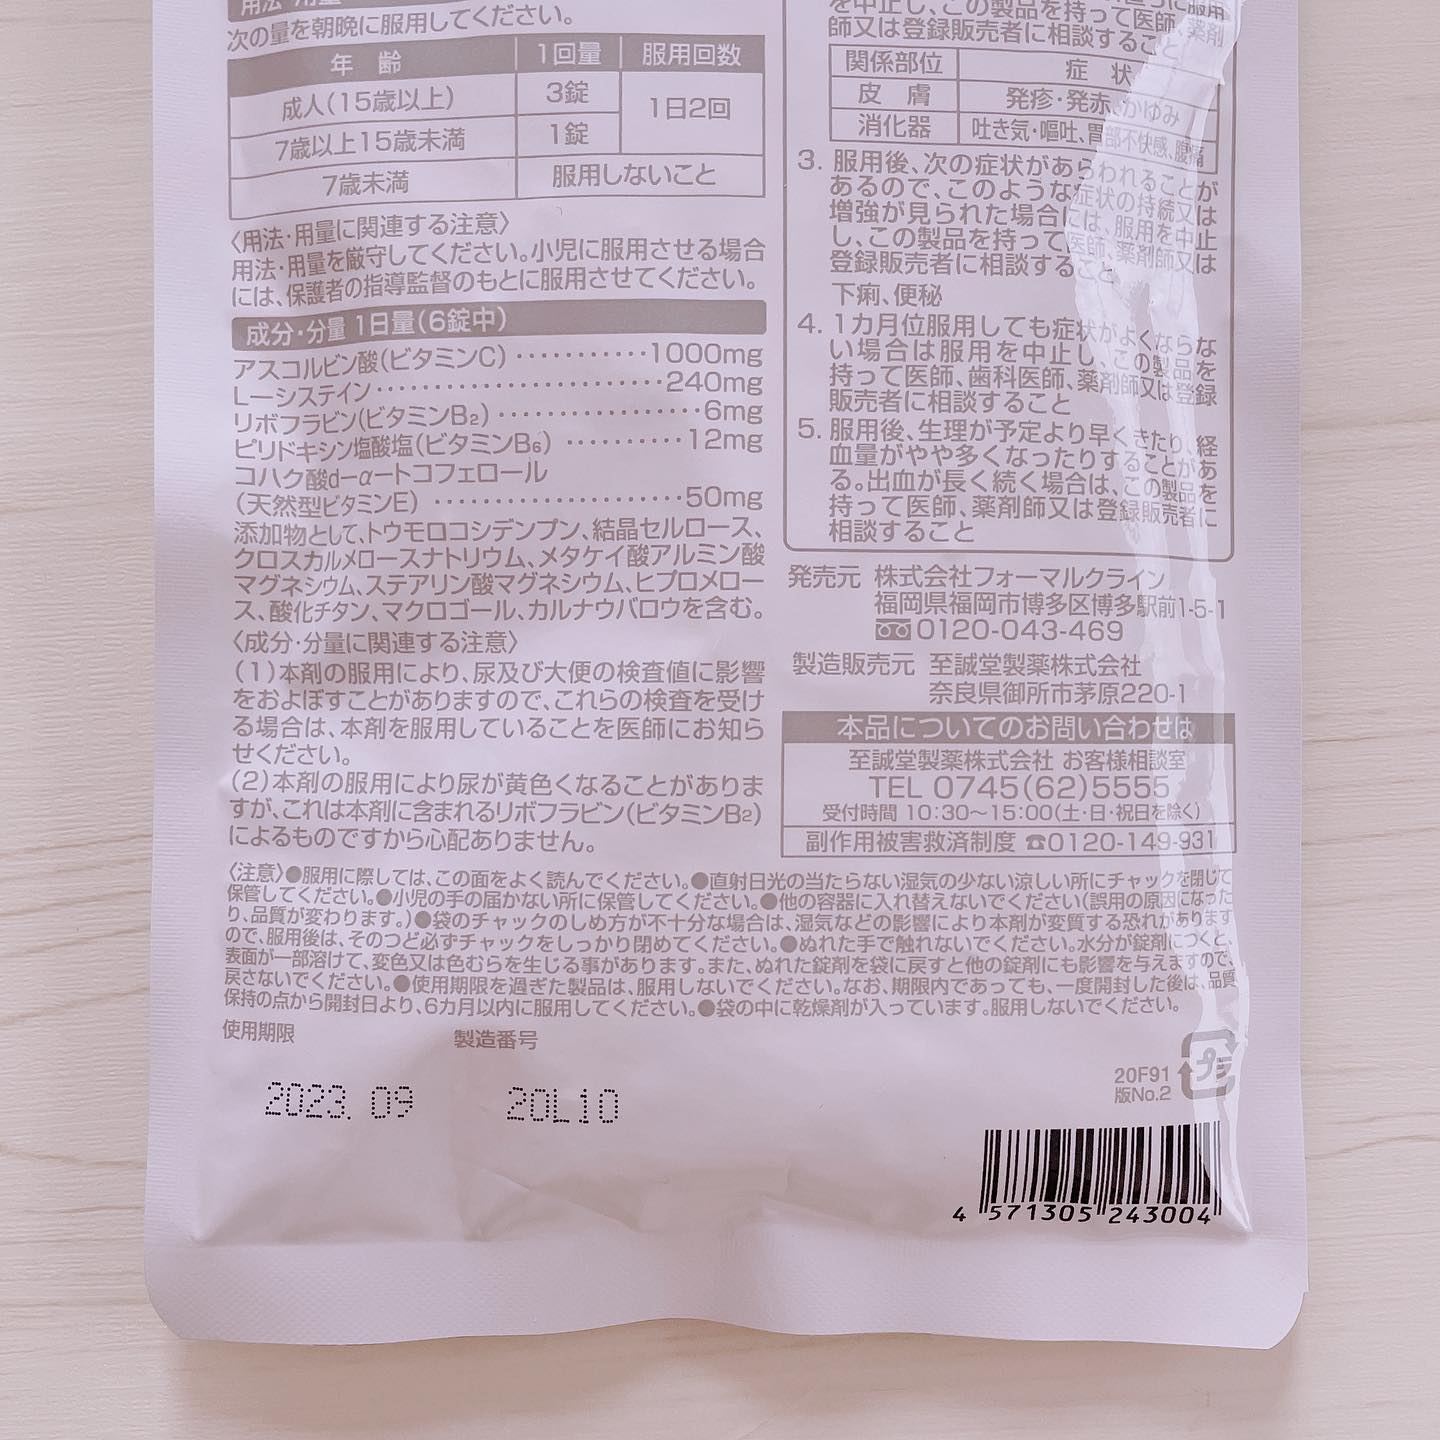 用法・用量
次の量を朝晩に服用してください。
年 齢 1回量 服用回数
成人(15歳以上) 3錠 1日2回
7歳以上15歳未満 1錠
7歳未満 服用しないこと
〈用法・用量に関連する注意〉
用法・用量を厳守してください。小児に服用させる場合
には、保護者の指導監督のもとに服用させてください。
成分・分量 1日量(6錠中)
アスコルビン酸(ビタミンC) ・・・・・・・・・・・1000mg
L－システイン・・・・・・・・・・・・・・・・・・・・・・・・240mg
リボフラビン(ビタミンB₂) ・・・・・・・・・・・・・・・・・6mg
ピリドキシン塩酸塩(ビタミンB₆) ・・・・・・・・・・12mg
コハク酸d－α－トコフェロール
(天然型ビタミンE) ・・・・・・・・・・・・・・・・・・・・・50mg
添加物として、トウモロコシデンプン、結晶セルロース、
クロスカルメロースナトリウム、メタケイ酸アルミン酸
マグネシウム、ステアリン酸マグネシウム、ヒプロメロー
ス、酸化チタン、マクロゴール、カルナウバロウを含む。
〈成分・分量に関連する注意〉
(1)本剤の服用により、尿及び大便の検査値に影響
をおよぼすことがありますので、これらの検査を受け
る場合は、本剤を服用していることを医師にお知ら
せください。
(2)本剤の服用により尿が黄色くなることがありま
すが、これは本剤に含まれるリボフラビン(ビタミンB₂)
によるものですから心配ありません。
を中止し、この製品を持って医師、薬剤
師又は登録販売者に相談すること
関係部位 症 状
皮 膚 発疹・発赤、かゆみ
消化器 吐き気・嘔吐、胃部不快感、腹痛
3. 服用後、次の症状があらわれることが
あるので、このような症状の持続又は
増強が見られた場合には、服用を中止
し、この製品を持って医師、薬剤師又は
登録販売者に相談すること
下痢、便秘
4. 1カ月位服用しても症状がよくならな
い場合は服用を中止し、この製品を
持って医師、歯科医師、薬剤師又は登録
販売者に相談すること
5. 服用後、生理が予定より早くきたり、経
血量がやや多くなったりすることがあ
る。出血が長く続く場合は、この製品を
持って医師、薬剤師又は登録販売者に
相談すること
発売元 株式会社フォーマルクライン
福岡県福岡市博多区博多駅前1-5-1
0120-043-469
製造販売元 至誠堂製薬株式会社
奈良県御所市茅原220-1
本品についてのお問い合わせは
至誠堂製薬株式会社 お客様相談室
TEL 0745(62)5555
受付時間 10:30～15:00(土・日・祝日を除く)
副作用被害救済制度 ☎0120-149-931
〈注意〉●服用に際しては、この面をよく読んでください。●直射日光の当たらない湿気の少ない涼しい所にチャックを閉じて
保管してください。●小児の手の届かない所に保管してください。●他の容器に入れ替えないでください(誤用の原因になった
り、品質が変わります。)●袋のチャックのしめ方が不十分な場合は、湿気などの影響により本剤が変質する恐れがあります
ので、服用後は、そのつど必ずチャックをしっかり閉めてください。●ぬれた手で触れないでください。水分が錠剤につくと、
表面が一部溶けて、変色又は色むらを生じる事があります。また、ぬれた錠剤を袋に戻すと他の錠剤にも影響を与えますので、
戻さないでください。●使用期限を過ぎた製品は、服用しないでください。なお、期限内であっても、一度開封した後は、品質
保持の点から開封日より、6カ月以内に服用してください。●袋の中に乾燥剤が入っています。服用しないでください。
使用期限 製造番号
2023.09 20L10
20F91
版No.2
プラ
4 571305 243004